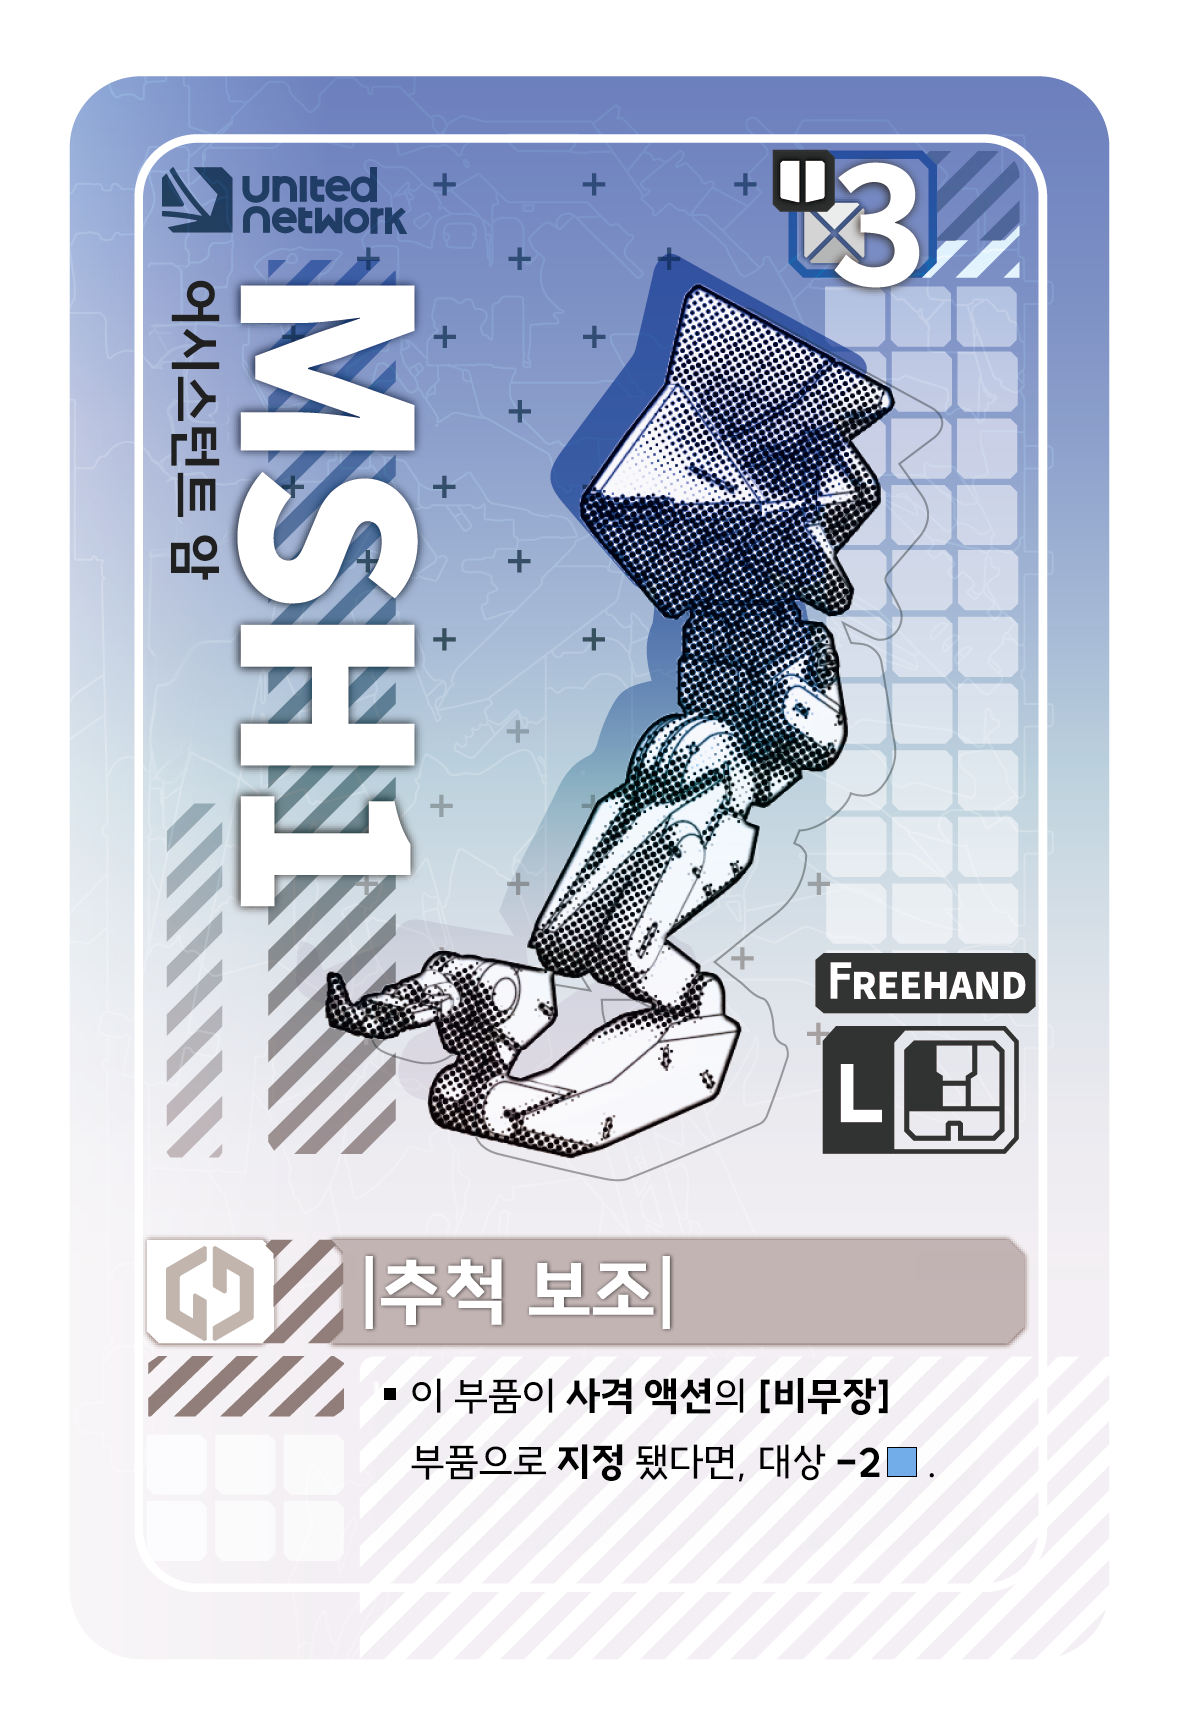 UNITED
NETWORK
3
어시스턴트 암
MSH1
FREEHAND
L
|추척 보조|
▪ 이 부품이 사격 액션의 [비무장]
부품으로 지정 됐다면, 대상 -2 .